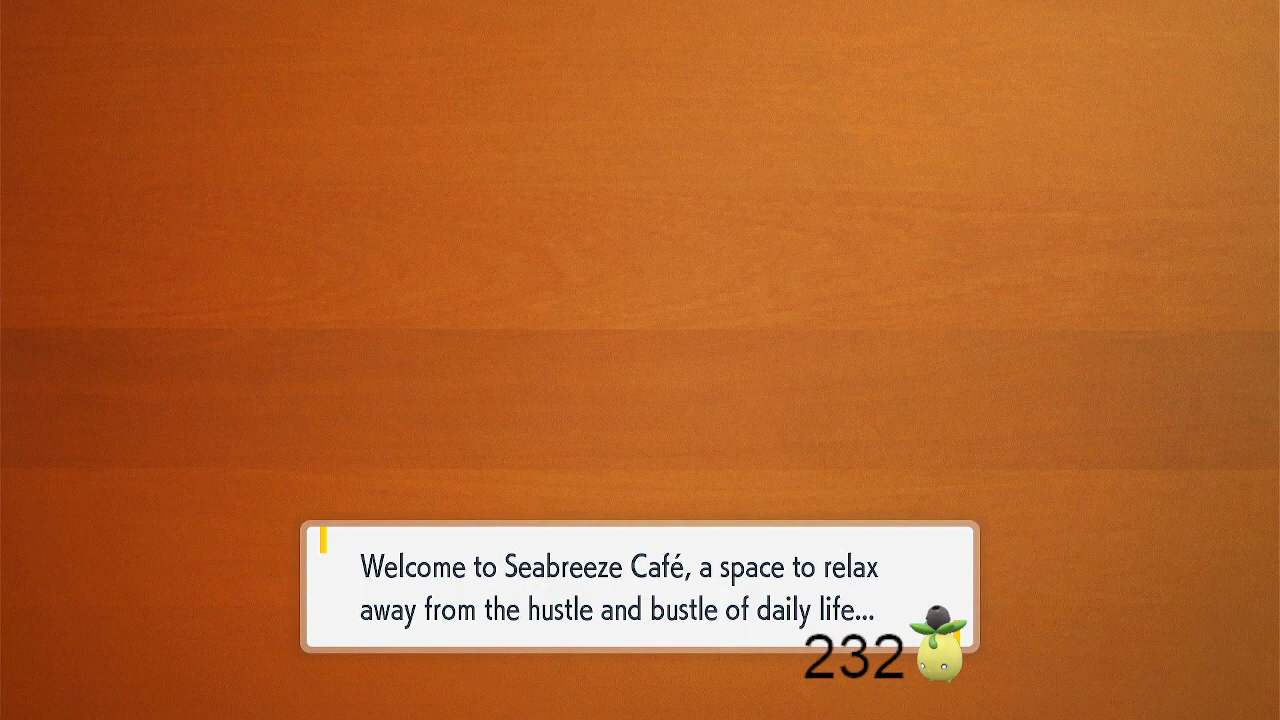 Welcome to Seabreeze Café, a space to relax
away from the hustle and bustle of daily life...
232